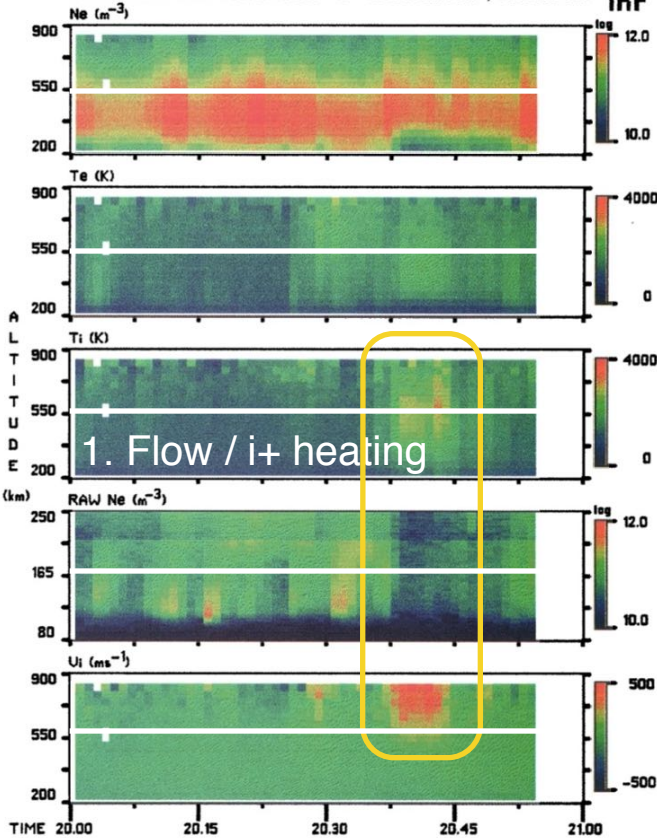 Ne (m⁻³)
log
900
550
200
12.0
10.0
Te (K)
900
550
200
4000
0
Ti (K)
900
550
200
4000
0
1. Flow / i+ heating
ALTITUDE
(km)
RAW Ne (m⁻³)
log
250
165
80
12.0
10.0
Ui (ms⁻¹)
900
550
200
500
-500
TIME 20.00 20.15 20.30 20.45 21.00